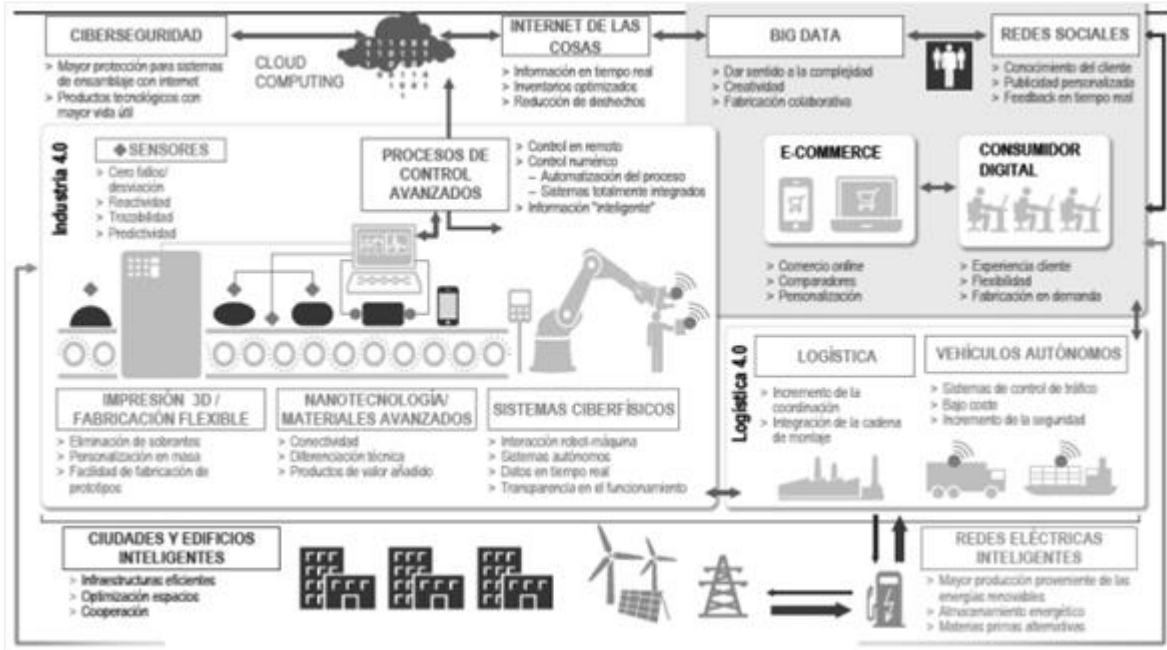 CIBERSEGURIDAD
> Mayor protección para sistemas
de ensamblaje con internet
> Productos tecnológicos con
mayor vida útil
CLOUD
COMPUTING
INTERNET DE LAS
COSAS
> Información en tiempo real
> Inventarios optimizados
> Reducción de deshechos
BIG DATA
> Dar sentido a la complejidad
> Creatividad
> Fabricación colaborativa
REDES SOCIALES
> Conocimiento del cliente
> Publicidad personalizada
> Feedback en tiempo real
Industria 4.0
SENSORES
> Cero fallos/
desviación
> Reactividad
> Trazabilidad
> Predictividad
PROCESOS DE
CONTROL
AVANZADOS
> Control en remoto
> Control numérico
– Automatización del proceso
– Sistemas totalmente integrados
> Información "inteligente"
E-COMMERCE
> Comercio online
> Comparadores
> Personalización
CONSUMIDOR
DIGITAL
> Experiencia cliente
> Flexibilidad
> Fabricación en demanda
IMPRESIÓN 3D /
FABRICACIÓN FLEXIBLE
> Eliminación de sobrantes
> Personalización en masa
> Facilidad de fabricación de
prototipos
NANOTECNOLOGÍA/
MATERIALES AVANZADOS
> Conectividad
> Diferenciación técnica
> Productos de valor añadido
SISTEMAS CIBERFÍSICOS
> Interacción robot-máquina
> Sistemas autónomos
> Datos en tiempo real
> Transparencia en el funcionamiento
Logística 4.0
LOGÍSTICA
> Incremento de la
coordinación
> Integración de la cadena
de montaje
VEHÍCULOS AUTÓNOMOS
> Sistemas de control de tráfico
> Bajo coste
> Incremento de la seguridad
CIUDADES Y EDIFICIOS
INTELIGENTES
> Infraestructuras eficientes
> Optimización espacios
> Cooperación
REDES ELÉCTRICAS
INTELIGENTES
> Mayor producción proveniente de las
energías renovables
> Almacenamiento energético
> Materias primas alternativas